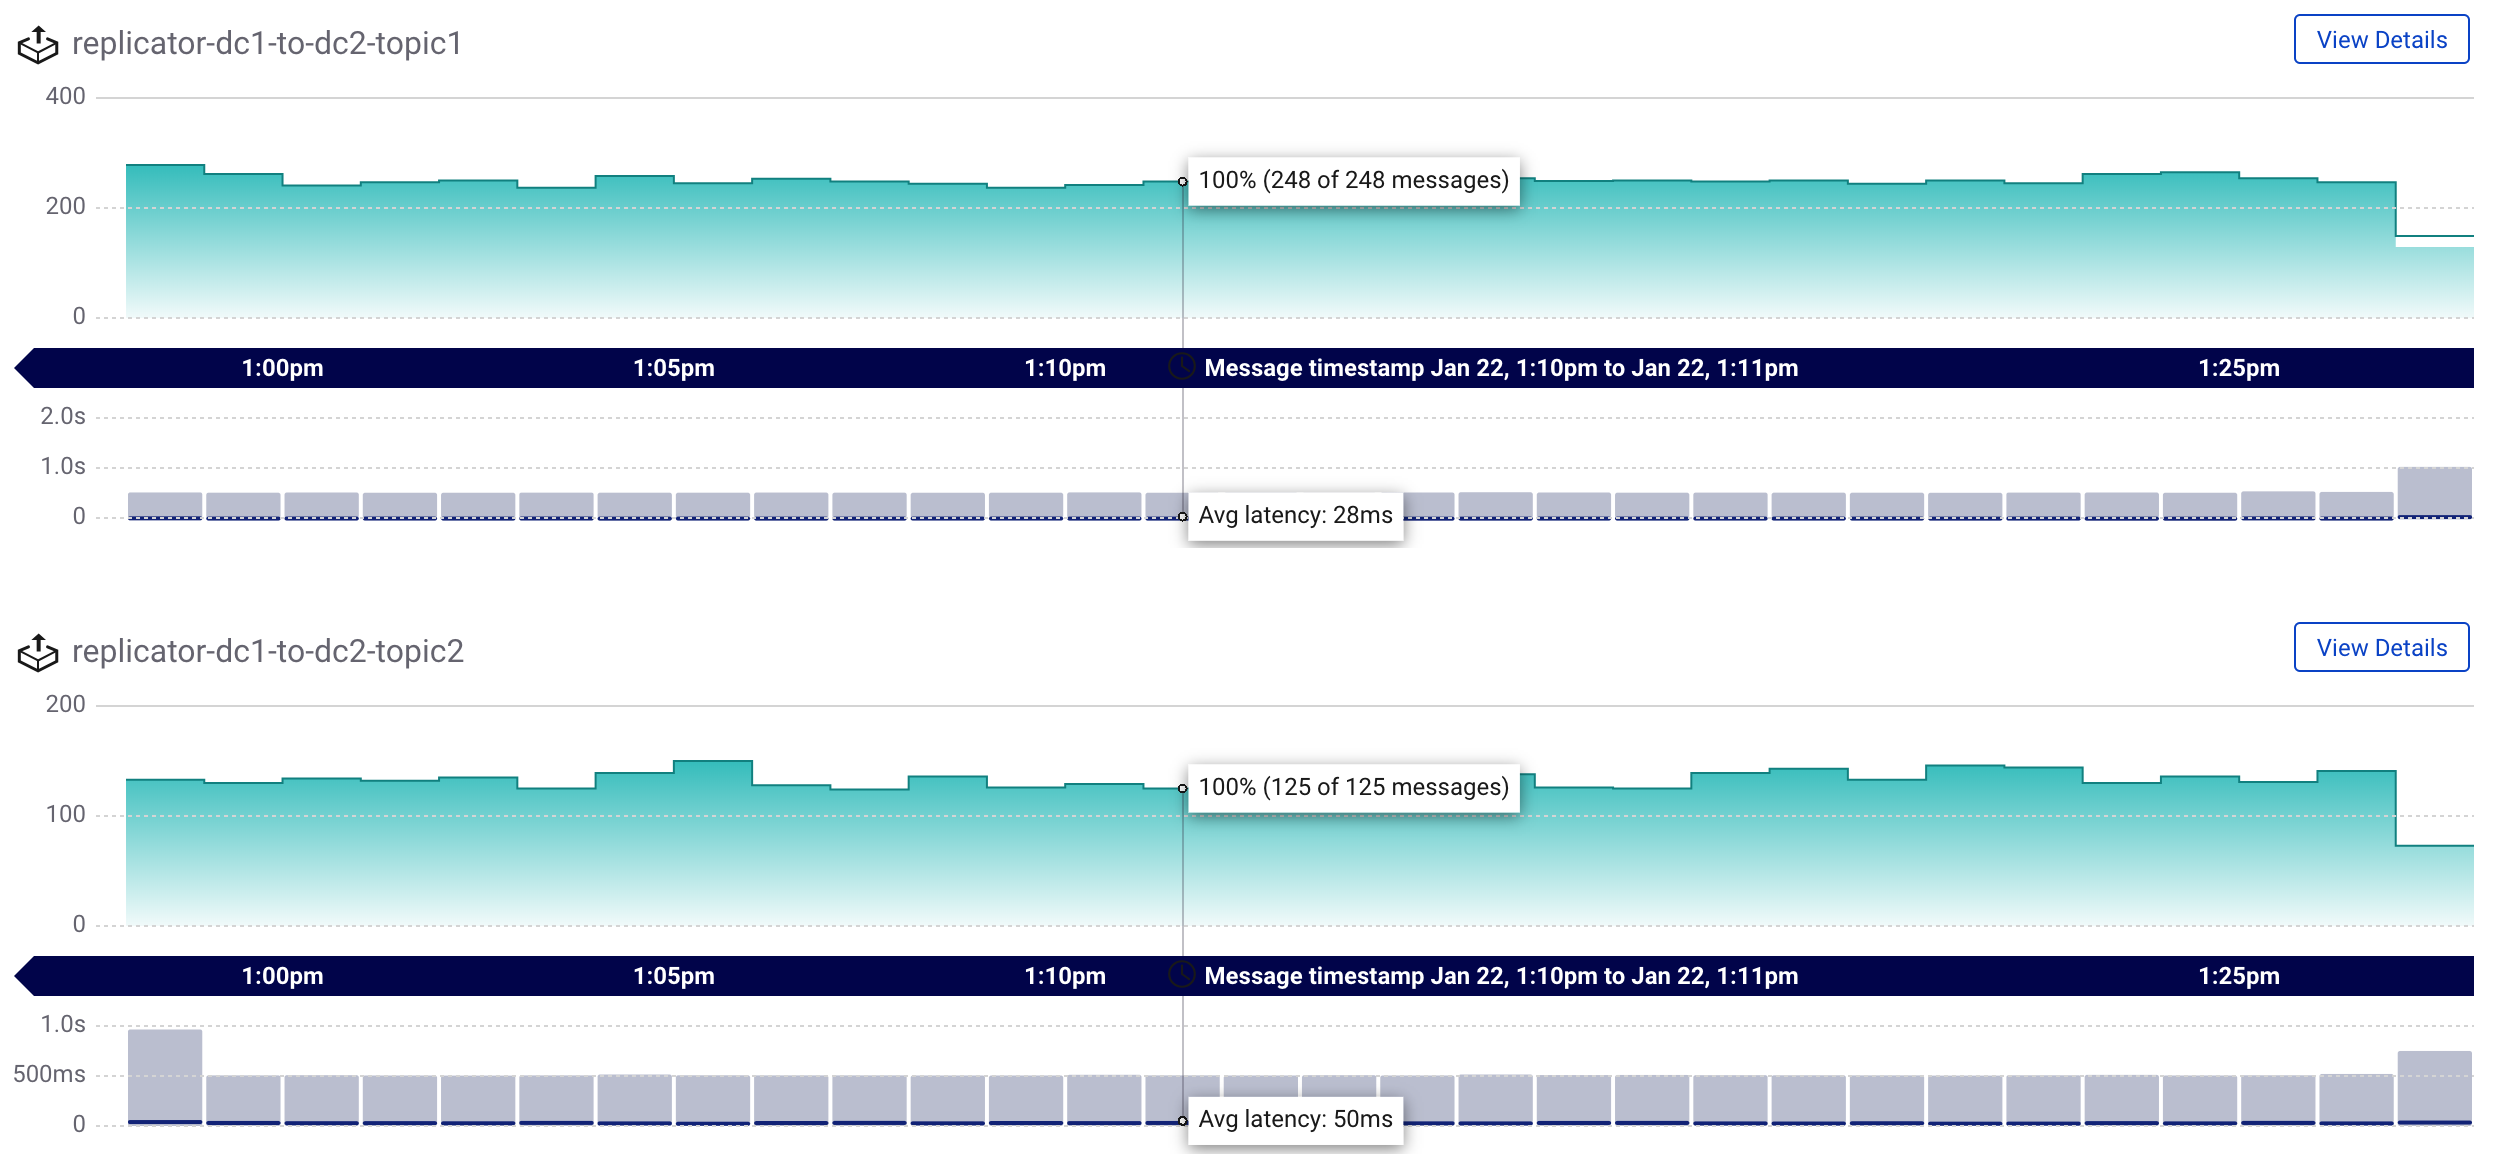 replicator-dc1-to-dc2-topic1
View Details
400
200
0
100% (248 of 248 messages)
1:00pm 1:05pm 1:10pm Message timestamp Jan 22, 1:10pm to Jan 22, 1:11pm 1:25pm
2.0s
1.0s
0
Avg latency: 28ms
replicator-dc1-to-dc2-topic2
View Details
200
100
0
100% (125 of 125 messages)
1:00pm 1:05pm 1:10pm Message timestamp Jan 22, 1:10pm to Jan 22, 1:11pm 1:25pm
1.0s
500ms
0
Avg latency: 50ms